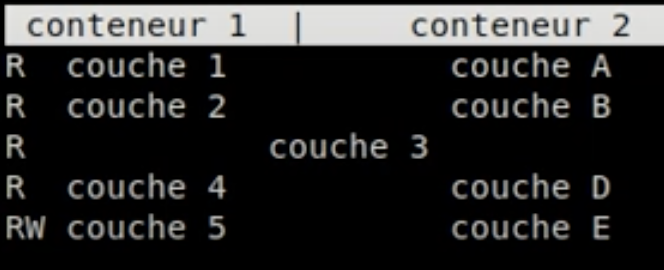 conteneur 1 | conteneur 2
R couche 1 couche A
R couche 2 couche B
R couche 3
R couche 4 couche D
RW couche 5 couche E